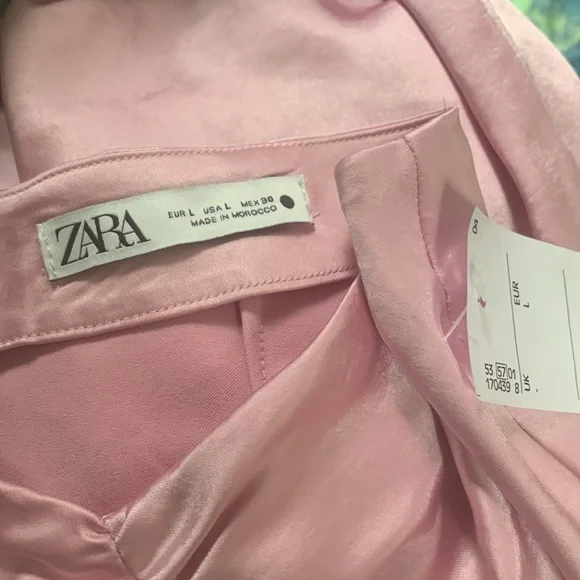 ZARA
EUR L USA L MEX 30
MADE IN MOROCCO
EUR
L
UK
53 57 01
170439 8